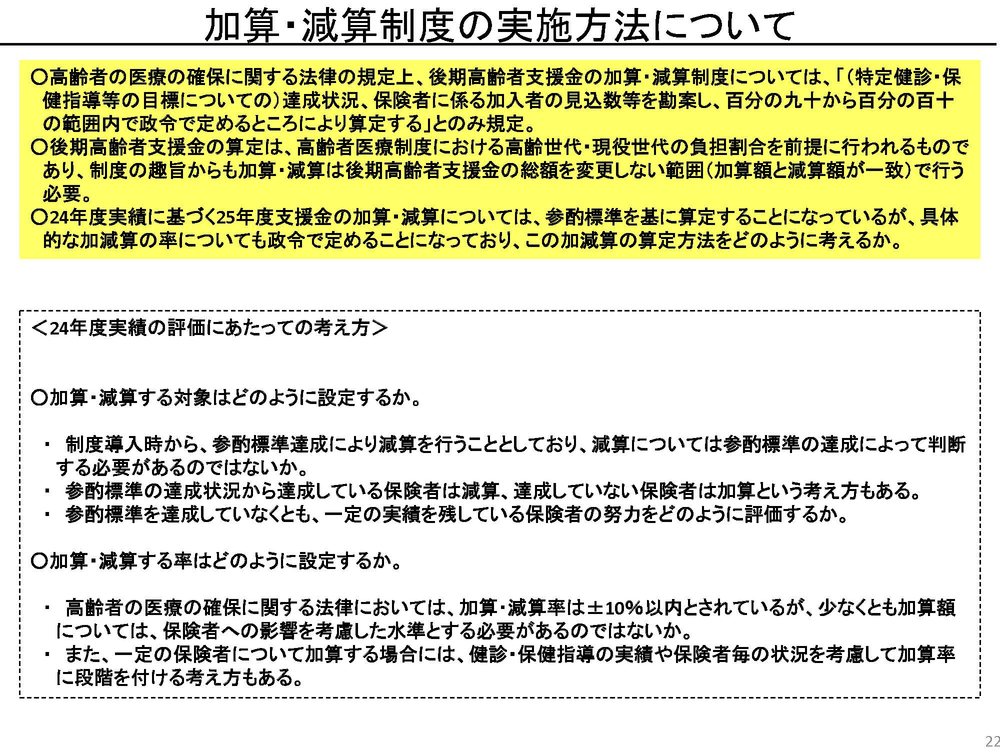 加算・減算制度の実施方法について
○高齢者の医療の確保に関する法律の規定上、後期高齢者支援金の加算・減算制度については、「（特定健診・保
健指導等の目標についての）達成状況、保険者に係る加入者の見込数等を勘案し、百分の九十から百分の百十
の範囲内で政令で定めるところにより算定する」とのみ規定。
○後期高齢者支援金の算定は、高齢者医療制度における高齢世代・現役世代の負担割合を前提に行われるもので
あり、制度の趣旨からも加算・減算は後期高齢者支援金の総額を変更しない範囲（加算額と減算額が一致）で行う
必要。
○24年度実績に基づく25年度支援金の加算・減算については、参酌標準を基に算定することになっているが、具体
的な加減算の率についても政令で定めることになっており、この加減算の算定方法をどのように考えるか。
＜24年度実績の評価にあたっての考え方＞
○加算・減算する対象はどのように設定するか。
・ 制度導入時から、参酌標準達成により減算を行うこととしており、減算については参酌標準の達成によって判断
する必要があるのではないか。
・ 参酌標準の達成状況から達成している保険者は減算、達成していない保険者は加算という考え方もある。
・ 参酌標準を達成していなくとも、一定の実績を残している保険者の努力をどのように評価するか。
○加算・減算する率はどのように設定するか。
・ 高齢者の医療の確保に関する法律においては、加算・減算率は±10％以内とされているが、少なくとも加算額
については、保険者への影響を考慮した水準とする必要があるのではないか。
・ また、一定の保険者について加算する場合には、健診・保健指導の実績や保険者毎の状況を考慮して加算率
に段階を付ける考え方もある。
22